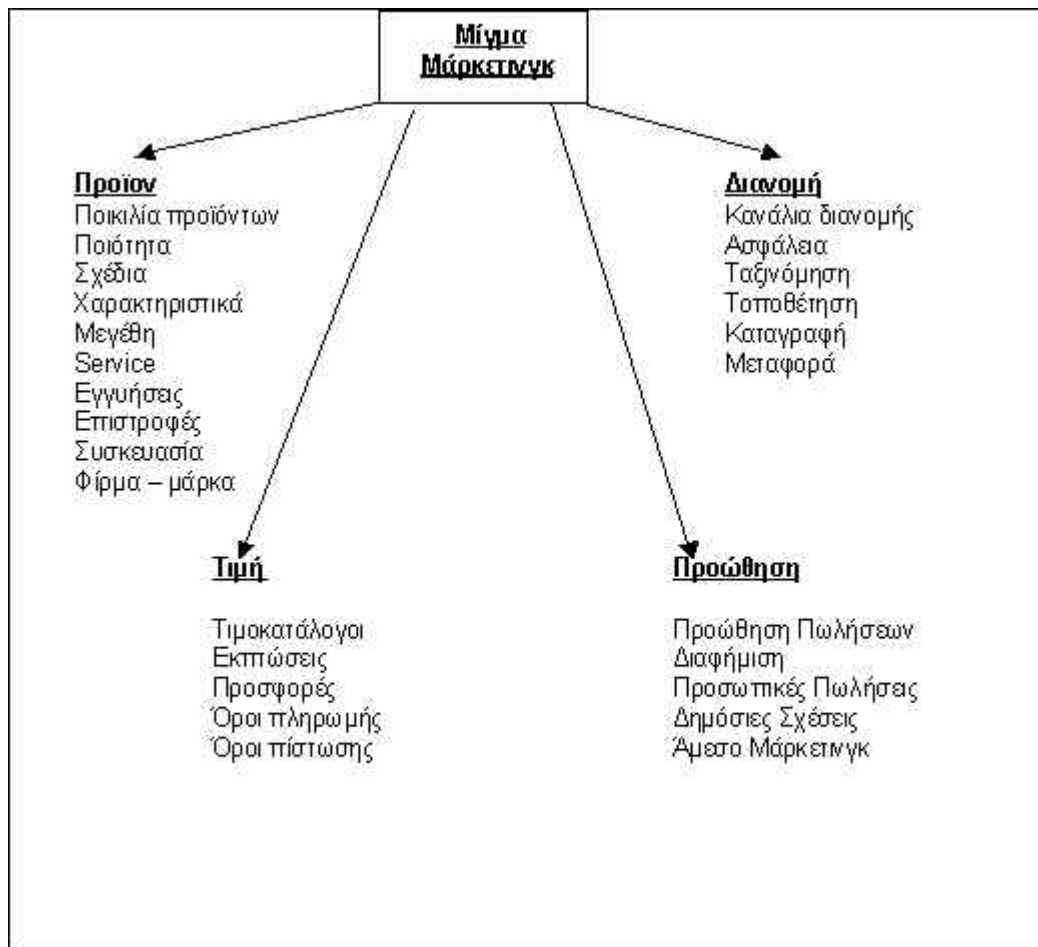 Μίγμα
Μάρκετινγκ
Προϊον
Ποικιλία προϊόντων
Ποιότητα
Σχέδια
Χαρακτηριστικά
Μεγέθη
Service
Εγγυήσεις
Επιστροφές
Συσκευασία
Φίρμα – μάρκα
Διανομή
Κανάλια διανομής
Ασφάλεια
Ταξινόμηση
Τοποθέτηση
Καταγραφή
Μεταφορά
Τιμή
Τιμοκατάλογοι
Εκπτώσεις
Προσφορές
Όροι πληρωμής
Όροι πίστωσης
Προώθηση
Προώθηση Πωλήσεων
Διαφήμιση
Προσωπικές Πωλήσεις
Δημόσιες Σχέσεις
Άμεσο Μάρκετινγκ